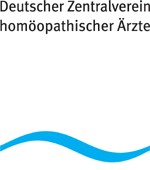 Deutscher Zentralverein
homöopathischer Ärzte